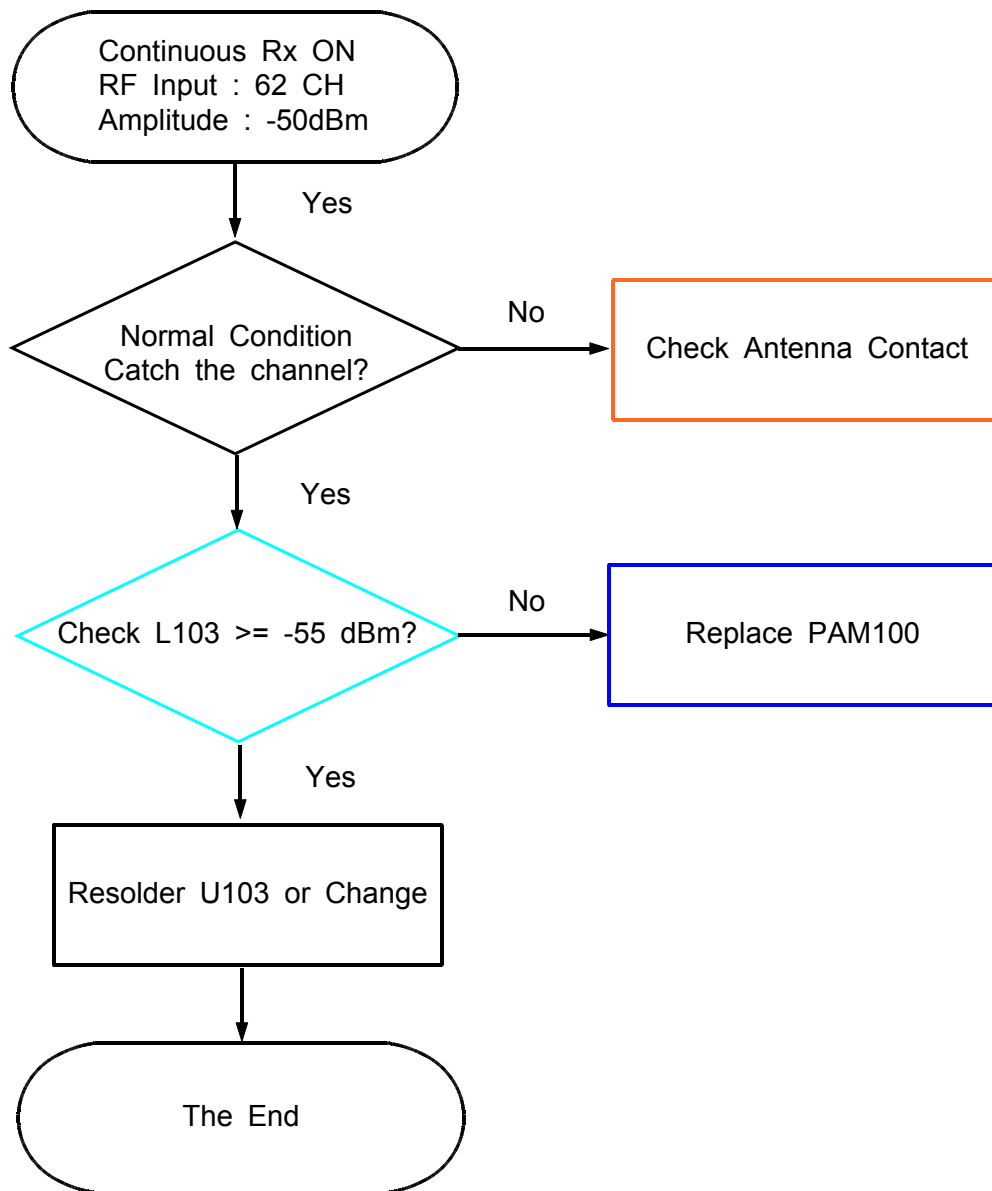 Continuous Rx ON
RF Input : 62 CH
Amplitude : -50dBm
Yes
Normal Condition
Catch the channel?
No
Check Antenna Contact
Yes
Check L103 >= -55 dBm?
No
Replace PAM100
Yes
Resolder U103 or Change
The End